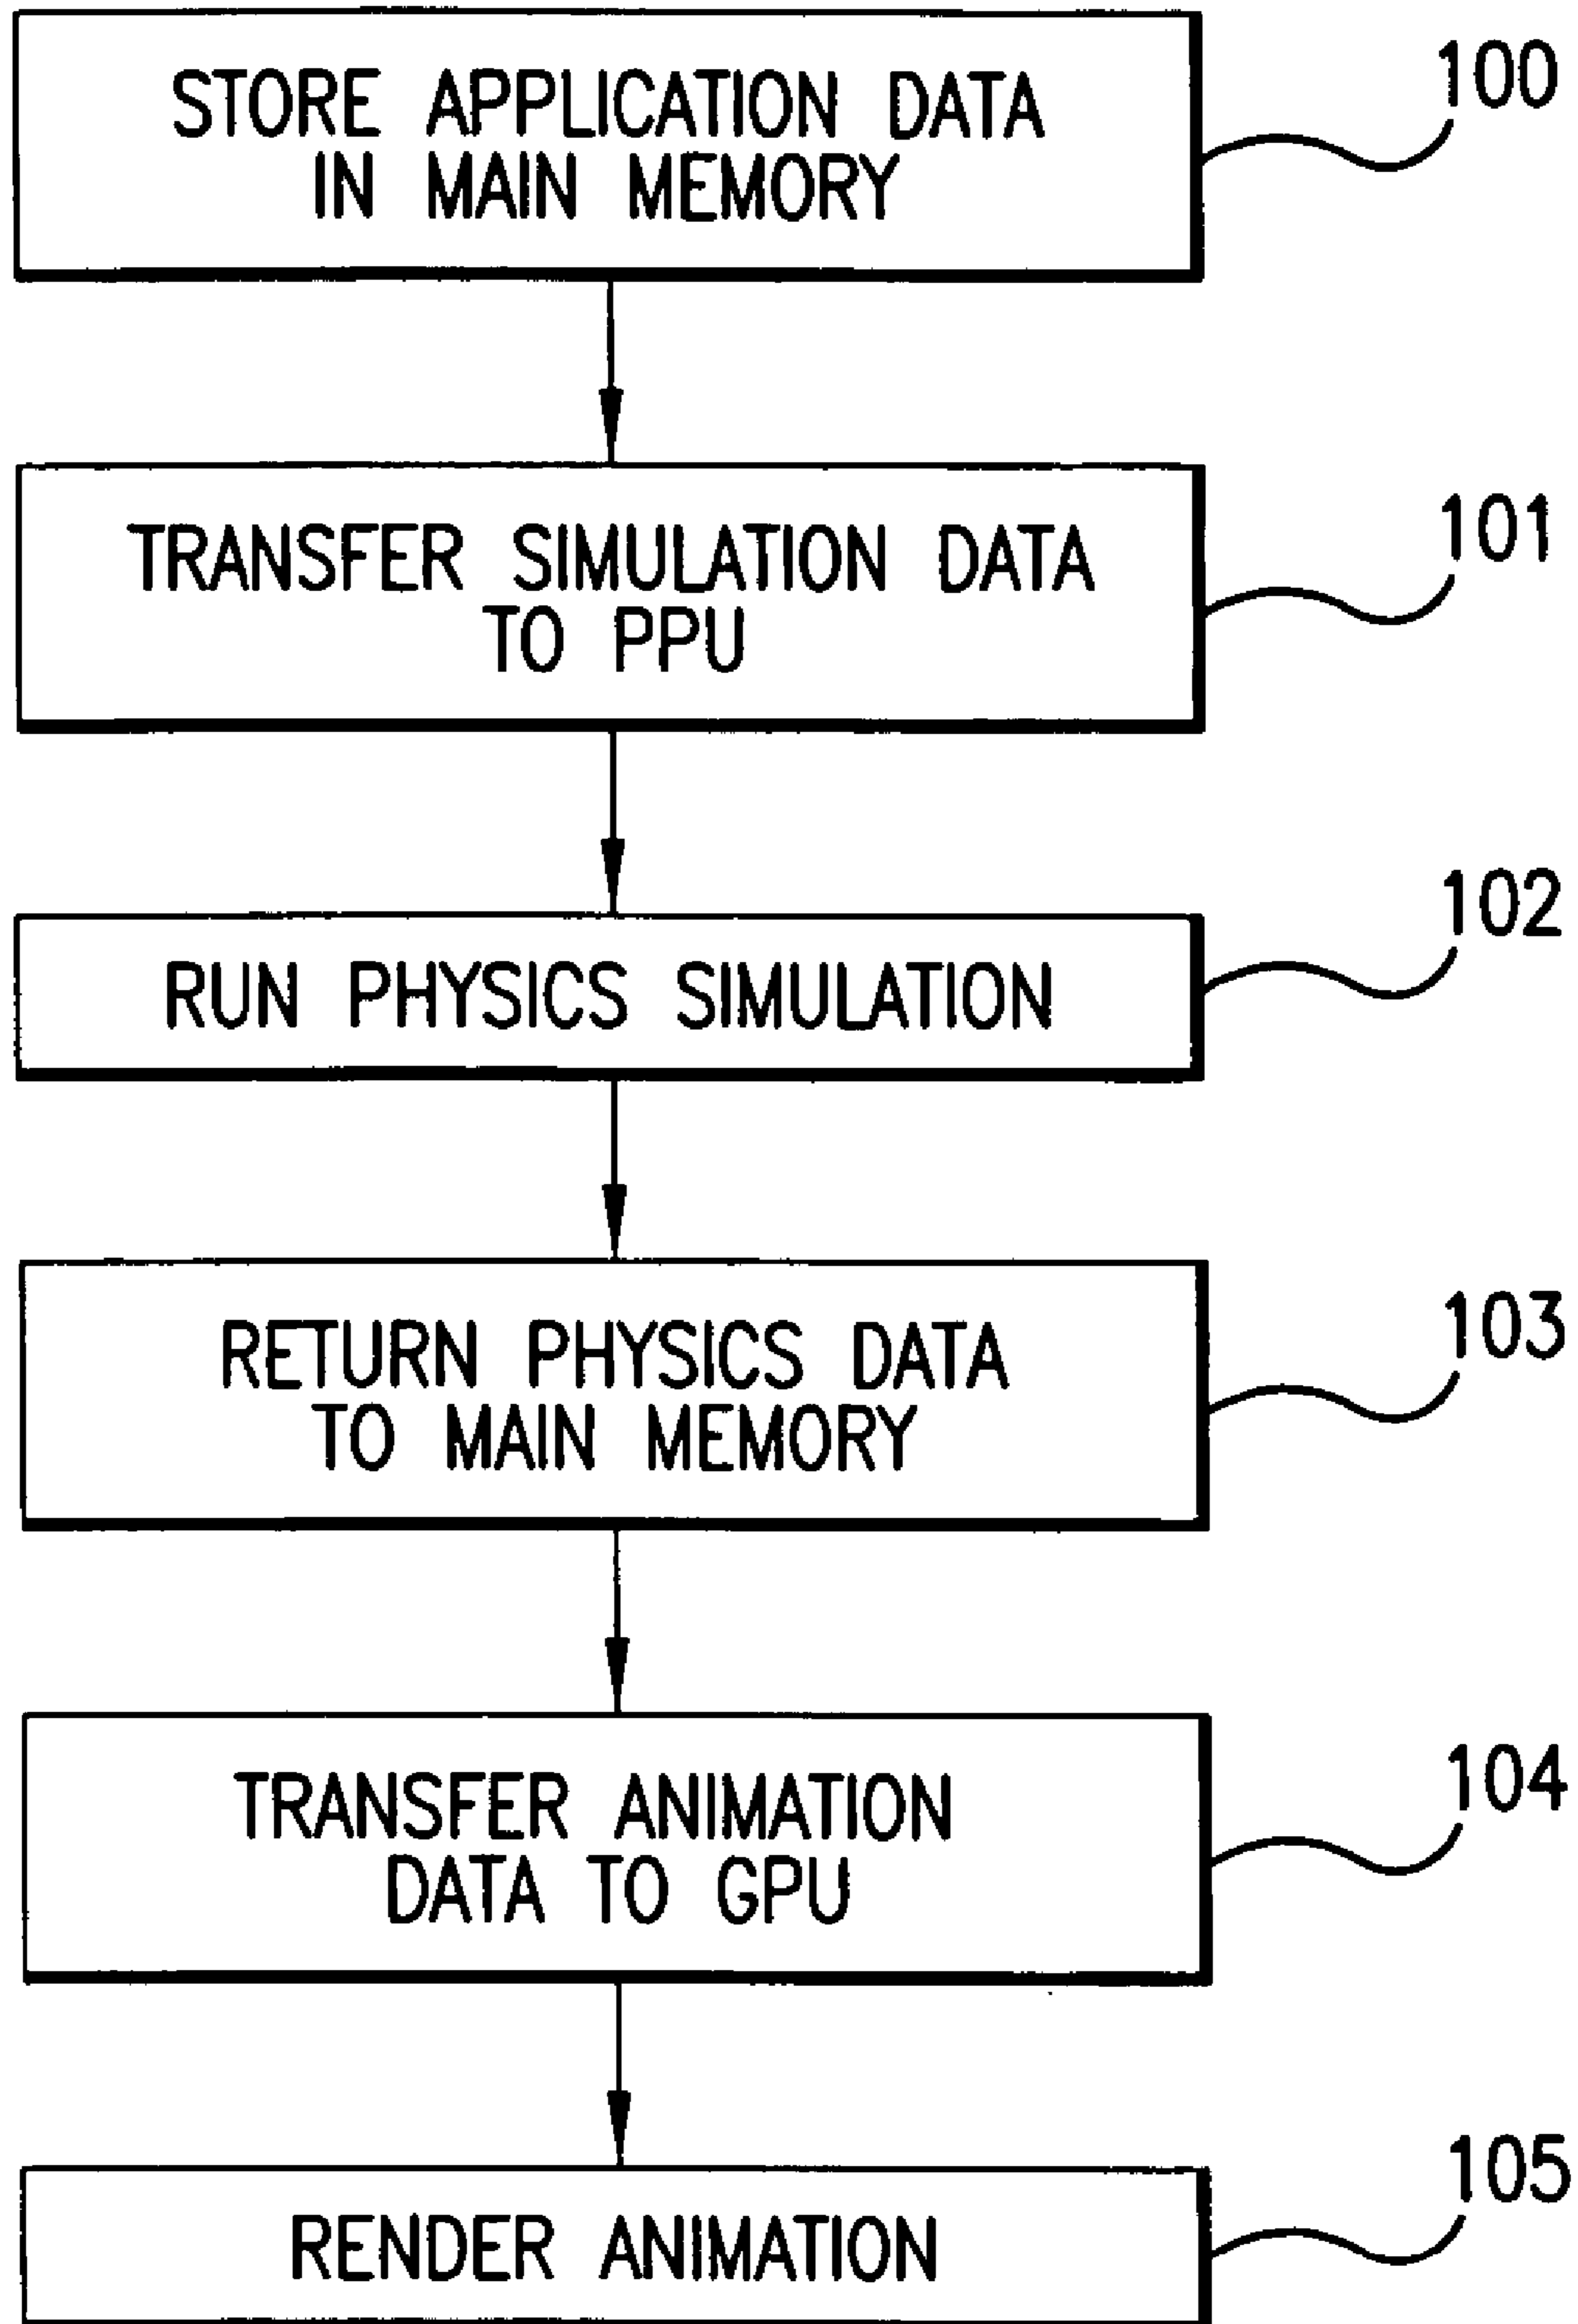 STORE APPLICATION DATA
IN MAIN MEMORY
100
TRANSFER SIMULATION DATA
TO PPU
101
RUN PHYSICS SIMULATION
102
RETURN PHYSICS DATA
TO MAIN MEMORY
103
TRANSFER ANIMATION
DATA TO GPU
104
RENDER ANIMATION
105